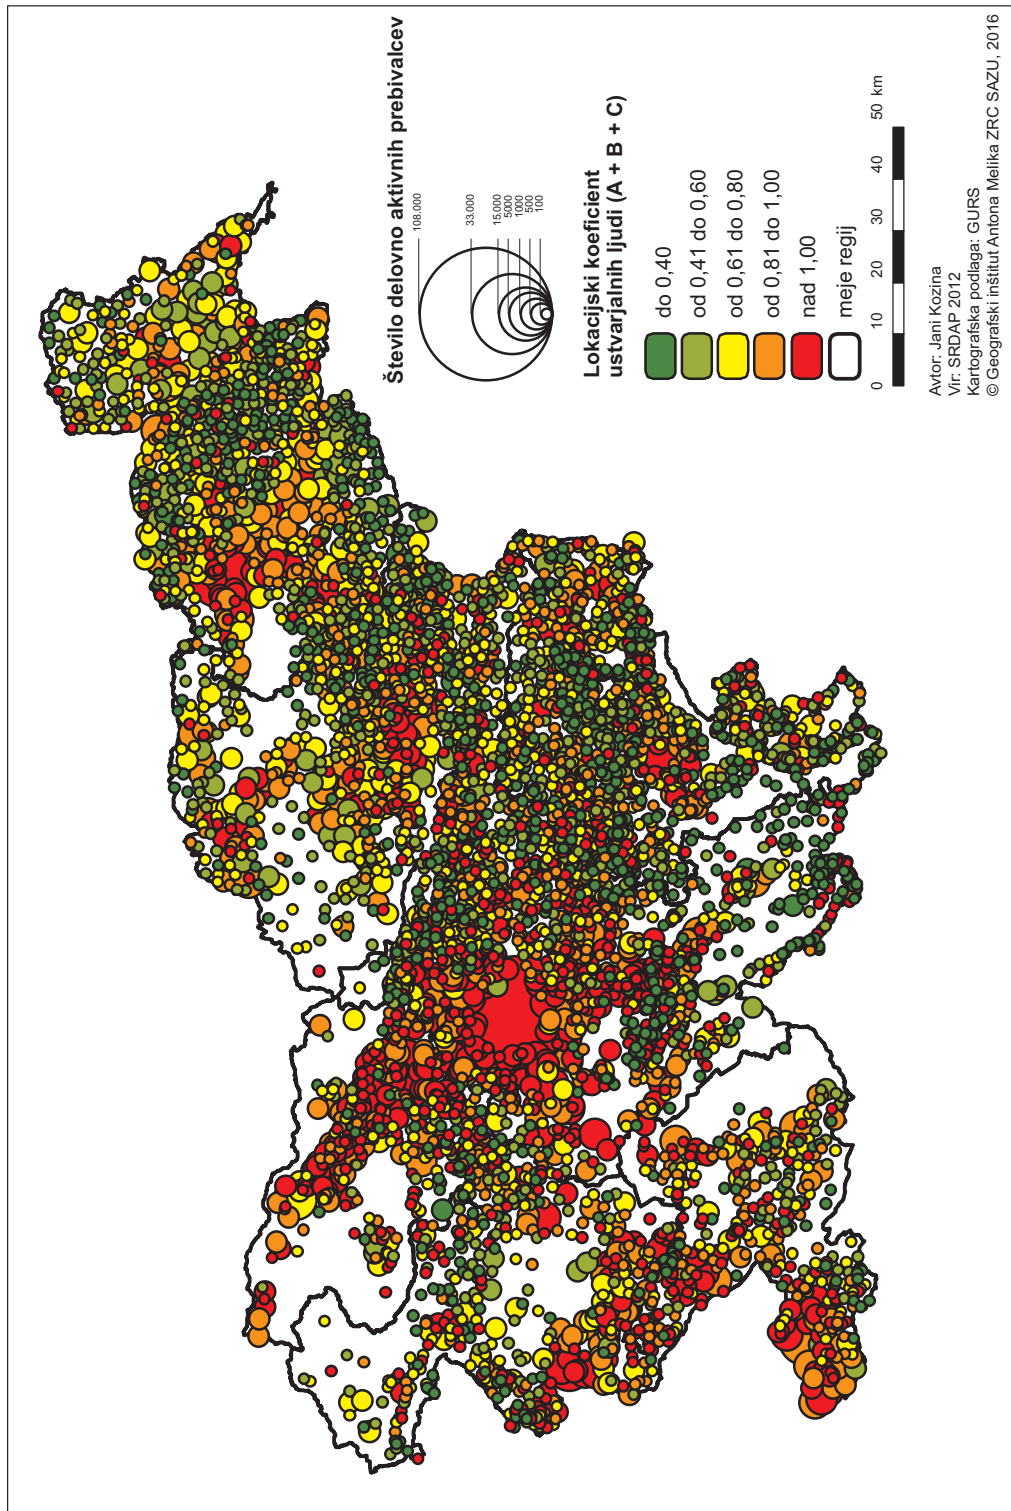 Število delovno aktivnih prebivalcev
108.000
33.000
15.000
5000
1000
500
100
Lokacijski koeficient
ustvarjalnih ljudi (A + B + C)
do 0,40
od 0,41 do 0,60
od 0,61 do 0,80
od 0,81 do 1,00
nad 1,00
meje regij
0 10 20 30 40 50 km
Avtor: Jani Kozina
Vir: SRDAP 2012
Kartografska podlaga: GURS
© Geografski inštitut Antona Melika ZRC SAZU, 2016